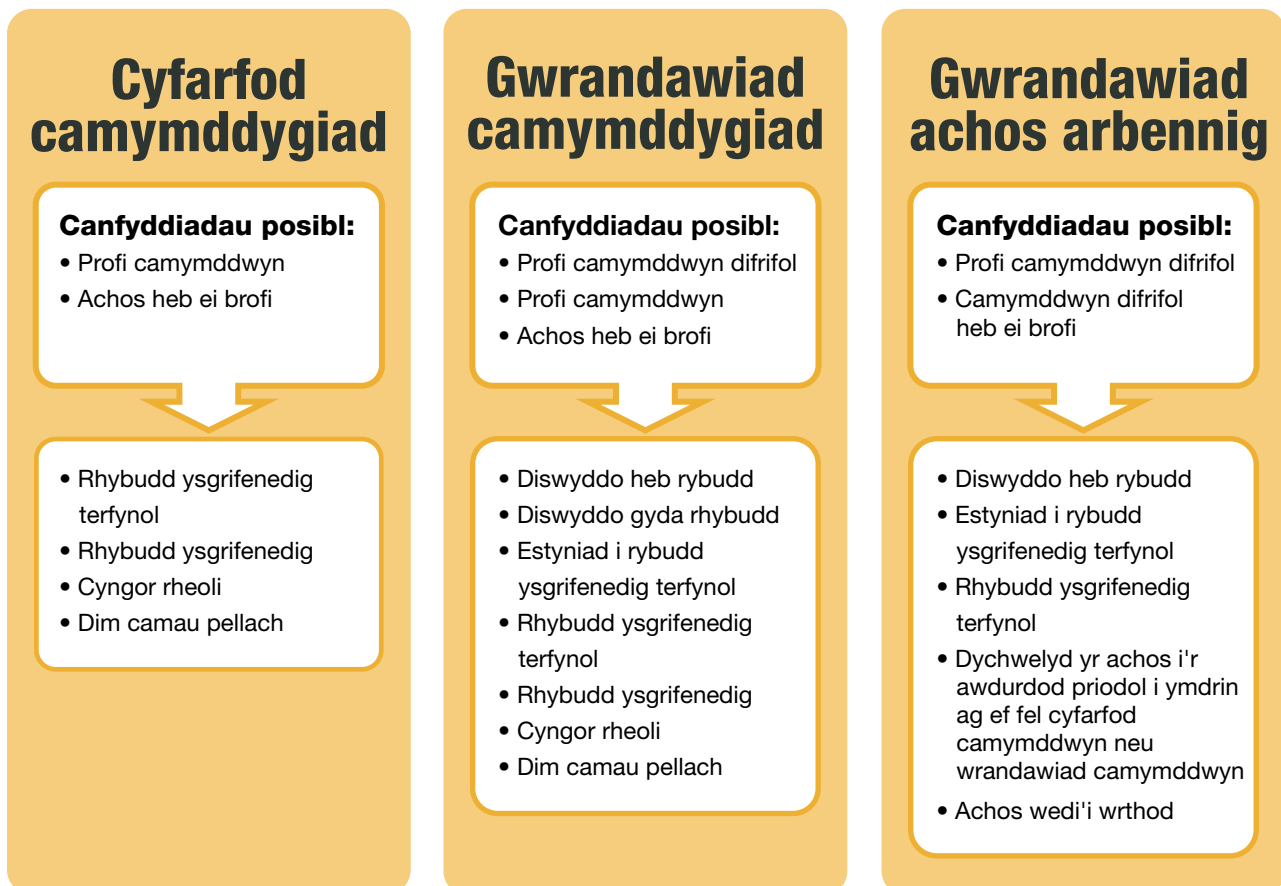 Cyfarfod
camymddygiad
Canfyddiadau posibl:
• Profi camymddwyn
• Achos heb ei brofi
• Rhybudd ysgrifenedig
terfynol
• Rhybudd ysgrifenedig
• Cyngor rheoli
• Dim camau pellach
Gwrandawiad
camymddygiad
Canfyddiadau posibl:
• Profi camymddwyn difrifol
• Profi camymddwyn
• Achos heb ei brofi
• Diswyddo heb rybudd
• Diswyddo gyda rhybudd
• Estyniad i rybudd
ysgrifenedig terfynol
• Rhybudd ysgrifenedig
terfynol
• Rhybudd ysgrifenedig
• Cyngor rheoli
• Dim camau pellach
Gwrandawiad
achos arbennig
Canfyddiadau posibl:
• Profi camymddwyn difrifol
• Camymddwyn difrifol
heb ei brofi
• Diswyddo heb rybudd
• Estyniad i rybudd
ysgrifenedig terfynol
• Rhybudd ysgrifenedig
terfynol
• Dychwelyd yr achos i'r
awdurdod priodol i ymdrin
ag ef fel cyfarfod
camymddwyn neu
wrandawiad camymddwyn
• Achos wedi'i wrthod